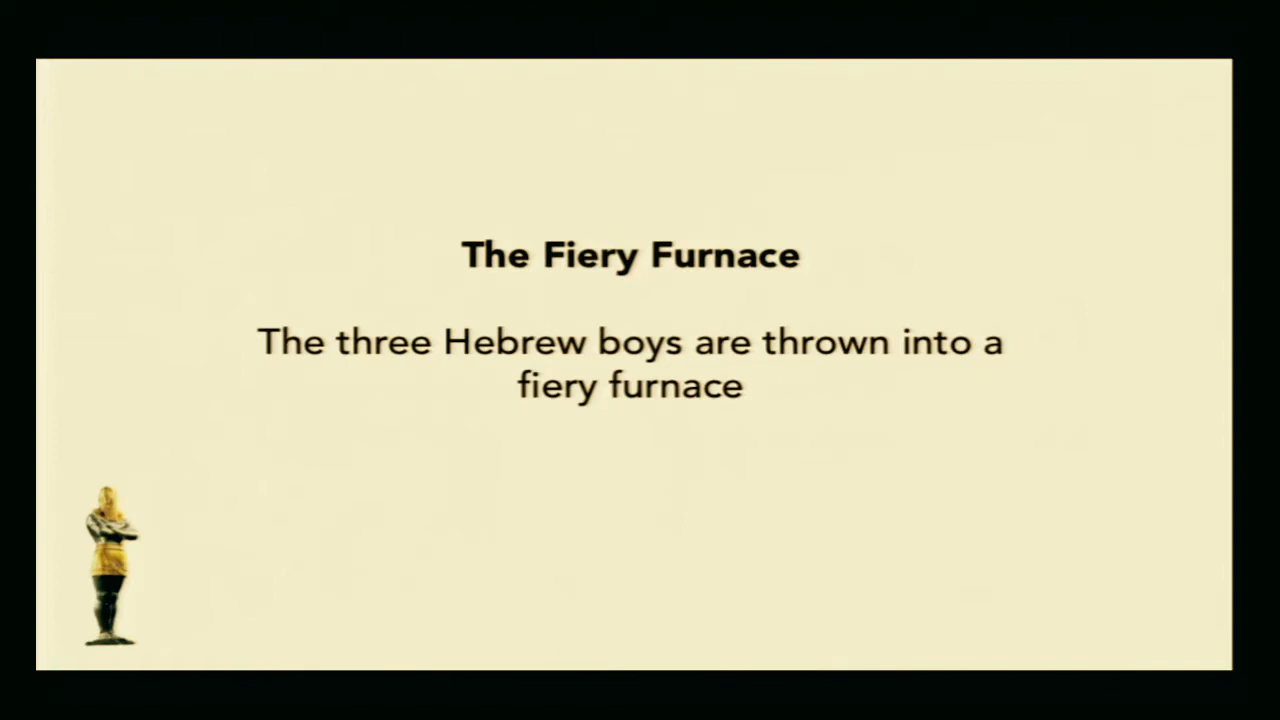 The Fiery Furnace
The three Hebrew boys are thrown into a
fiery furnace